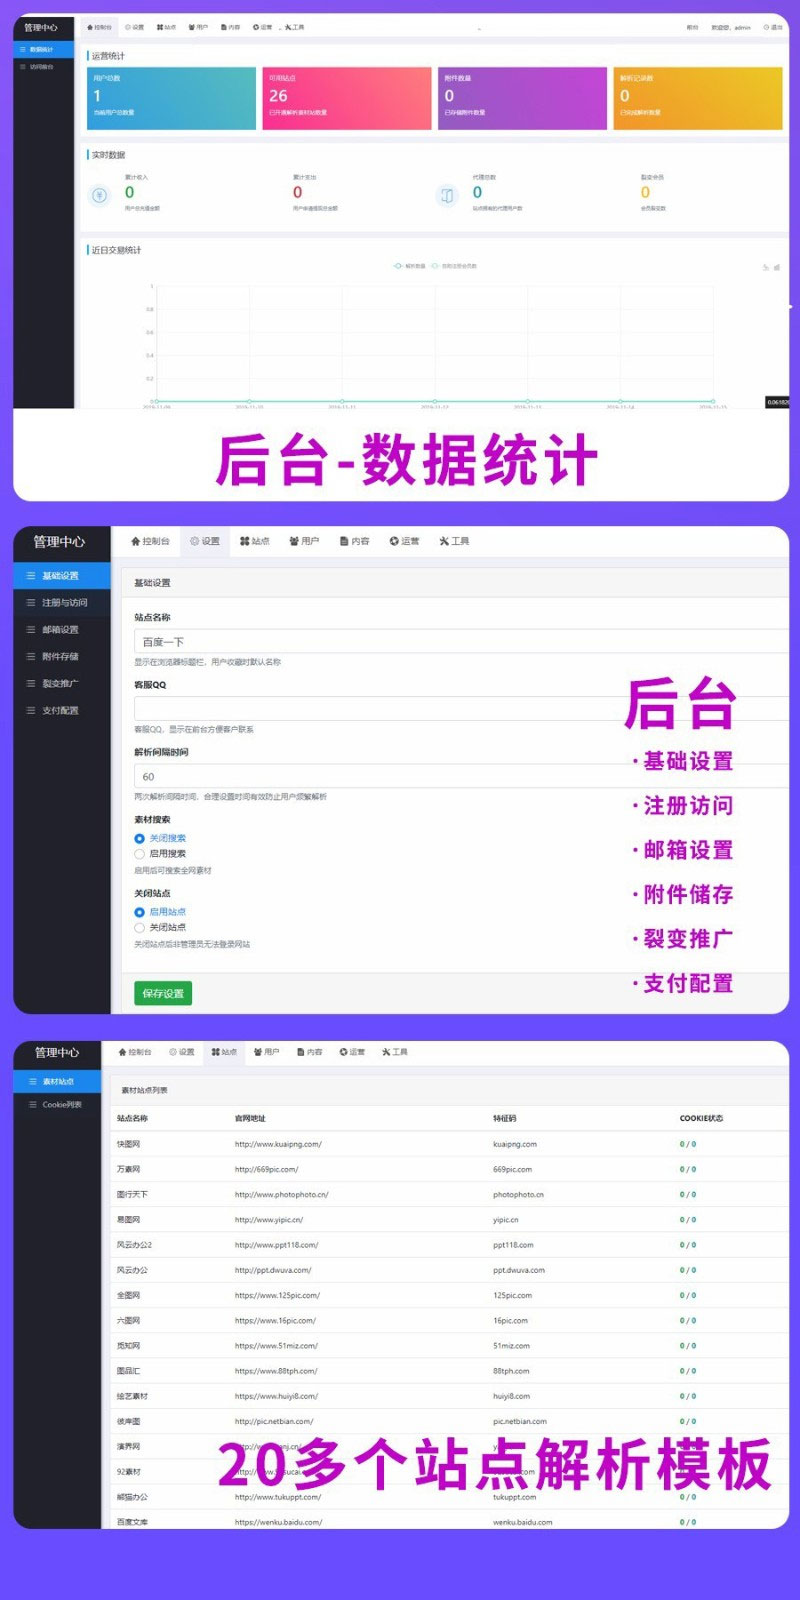 管理中心
控制台 设置 站点 用户 内容 运营 工具
前台 欢迎您，admin 退出
数据统计
访问前台
运营统计
用户总数
1
当前用户总数量
可用站点
26
已开通解析素材站数量
附件数量
0
已存储附件数量
解析记录数
0
已完成解析数量
实时数据
累计收入
0
用户在充值金额
累计支出
0
代理总数
0
站点拥有的代理用户数
裂变会员
0
会员裂变数
近日交易统计
解析数量
1
0.8
0.6
0.4
0.2
0
后台-数据统计
管理中心
控制台 设置 站点 用户 内容 运营 工具
基础设置
注册与访问
邮箱设置
附件存储
裂变推广
支付配置
基础设置
站点名称
百度一下
显示在浏览器标题栏，用户收藏时默认名称
客服QQ
客服QQ，显示在前台方便客户联系
解析间隔时间
60
两次解析间隔时间，合理设置时间有效防止用户频繁解析
素材搜索
关闭搜索
启用搜索
启用后可搜索全网素材
关闭站点
启用站点
关闭站点
关闭站点后非管理员无法登录网站
保存设置
后台
·基础设置
·注册访问
·邮箱设置
·附件储存
·裂变推广
·支付配置
管理中心
控制台 设置 站点 用户 内容 运营 工具
素材站点
Cookie列表
素材站点列表
站点名称 官网地址 特征码 COOKIE状态
快图网 http://www.kuaipng.com/ kuaipng.com 0 / 0
万素网 http://669pic.com/ 669pic.com 0 / 0
图行天下 http://www.photophoto.cn/ photophoto.cn 0 / 0
易图网 http://www.yipic.cn/ yipic.cn 0 / 0
风云办公2 http://www.ppt118.com/ ppt118.com 0 / 0
风云办公 http://ppt.dwuva.com/ ppt.dwuva.com 0 / 0
全图网 https://www.125pic.com/ 125pic.com 0 / 0
六图网 https://www.16pic.com/ 16pic.com 0 / 0
觅知网 https://www.51miz.com/ 51miz.com 0 / 0
图品汇 https://www.88tph.com/ 88tph.com 0 / 0
绘艺素材 https://www.huiyi8.com/ huiyi8.com 0 / 0
彼岸图 http://pic.netbian.com/ pic.netbian.com 0 / 0
演界网
92素材
熊猫办公 http://www.tukuppt.com/ tukuppt.com 0 / 0
百度文库 https://wenku.baidu.com/ wenku.baidu.com 0 / 0
20多个站点解析模板